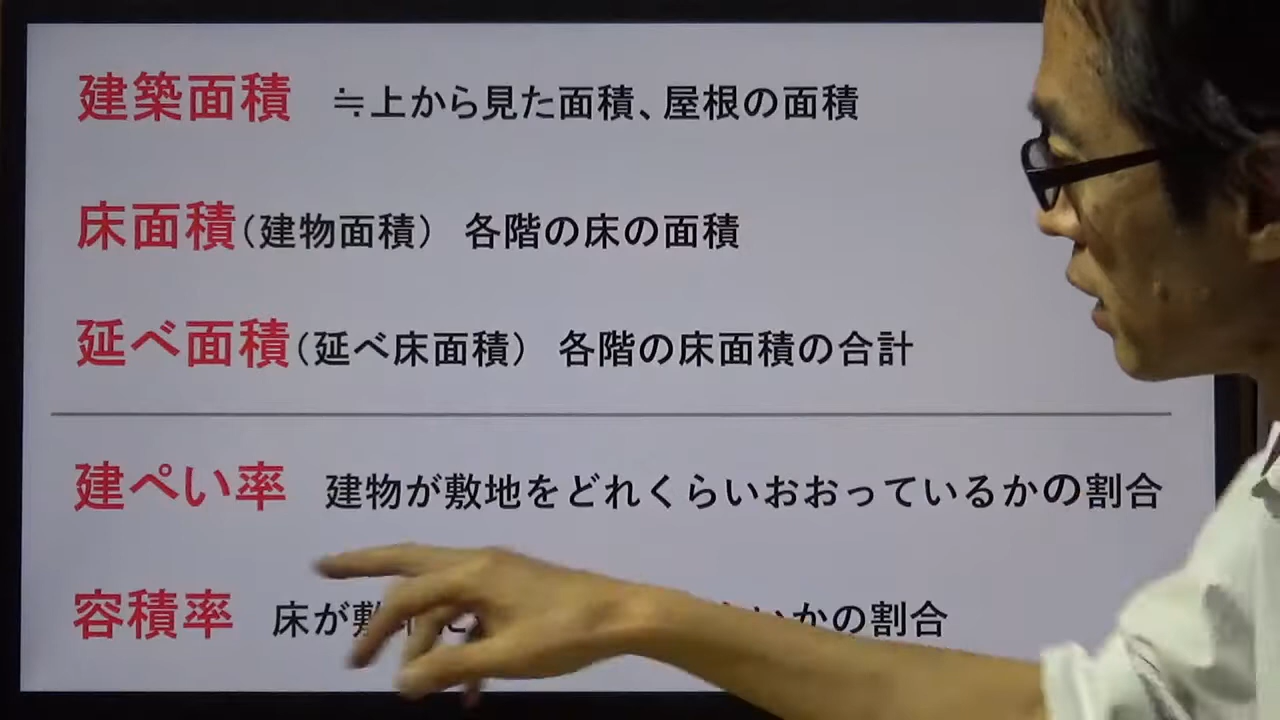 建築面積 ≒上から見た面積、屋根の面積
床面積(建物面積) 各階の床の面積
延べ面積(延べ床面積) 各階の床面積の合計
建ぺい率 建物が敷地をどれくらいおおっているかの割合
容積率 床が敷 いかの割合